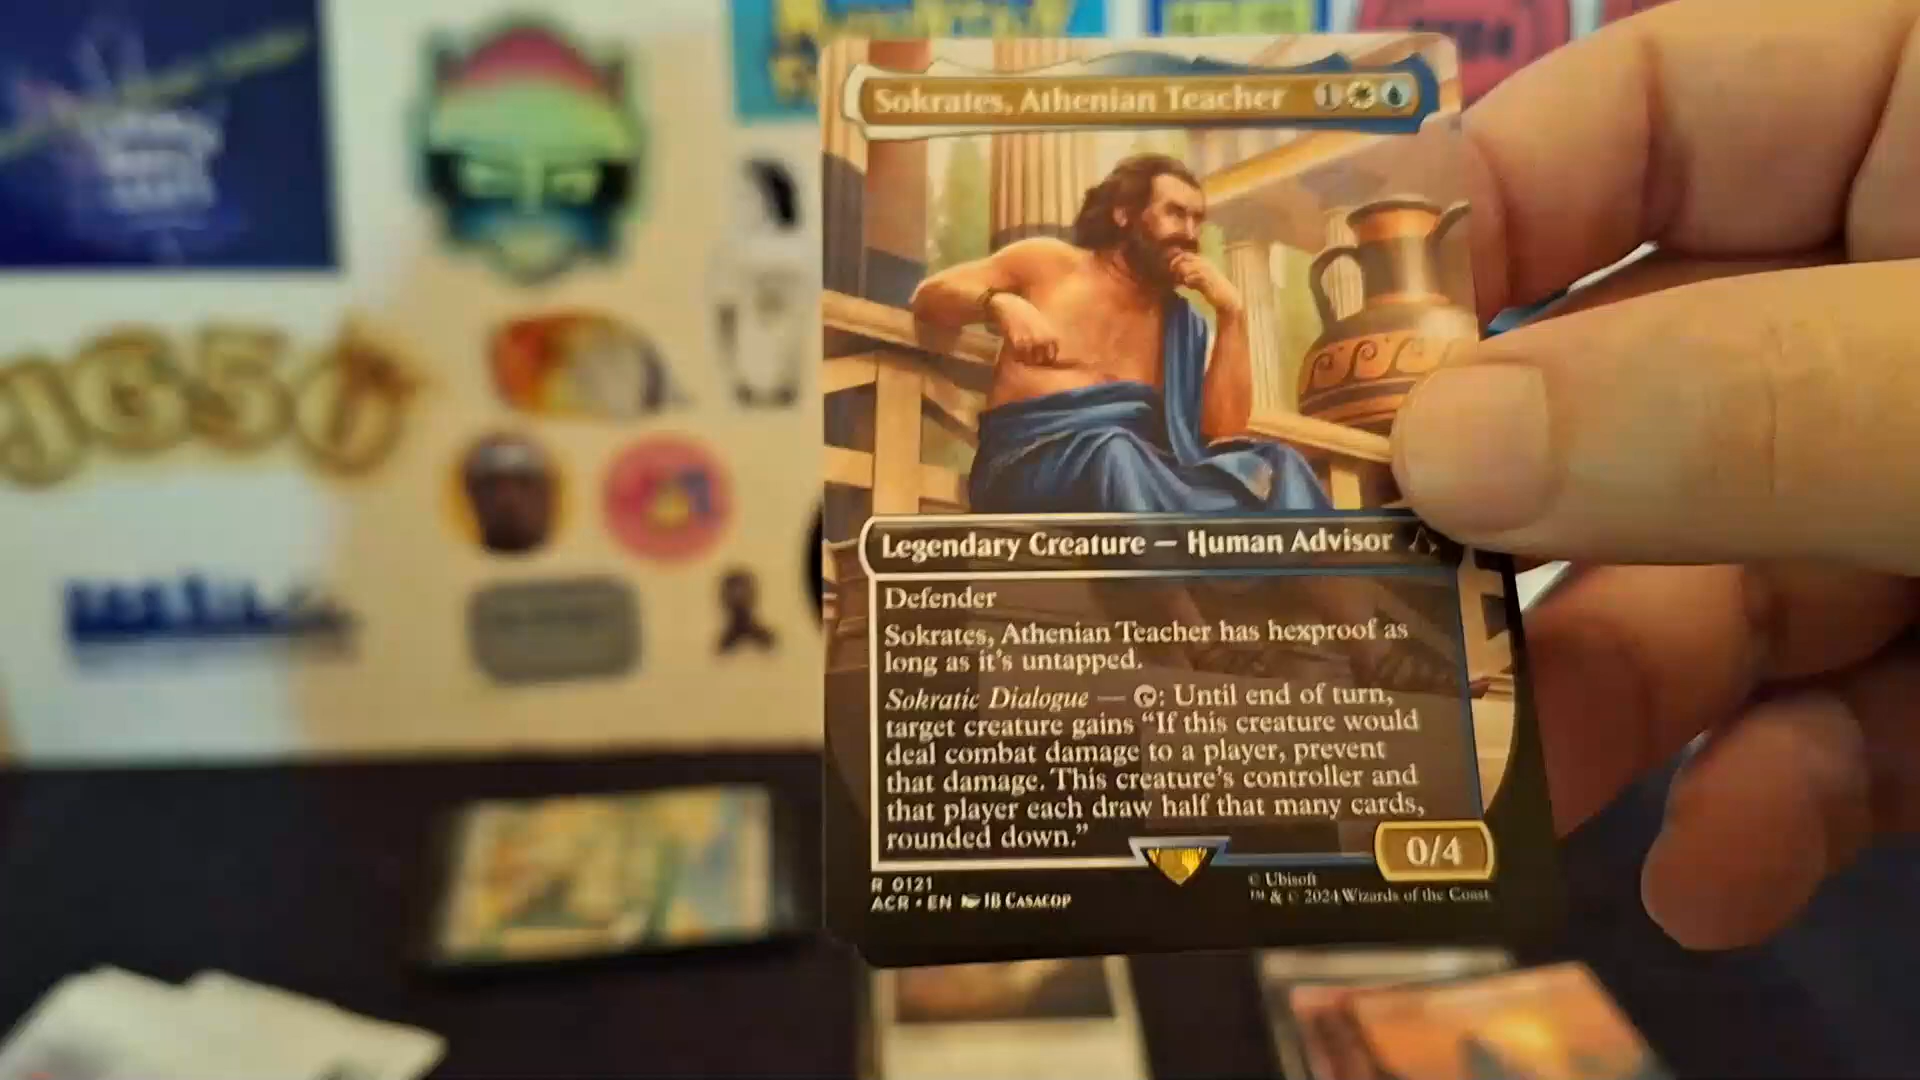 Sokrates, Athenian Teacher 1
Legendary Creature — Human Advisor
Defender
Sokrates, Athenian Teacher has hexproof as
long as it's untapped.
Sokratic Dialogue — : Until end of turn,
target creature gains “If this creature would
deal combat damage to a player, prevent
that damage. This creature's controller and
that player each draw half that many cards,
rounded down.”
0/4
R 0121
ACR • EN IB CASACOP
© Ubisoft
™ & © 2024 Wizards of the Coast